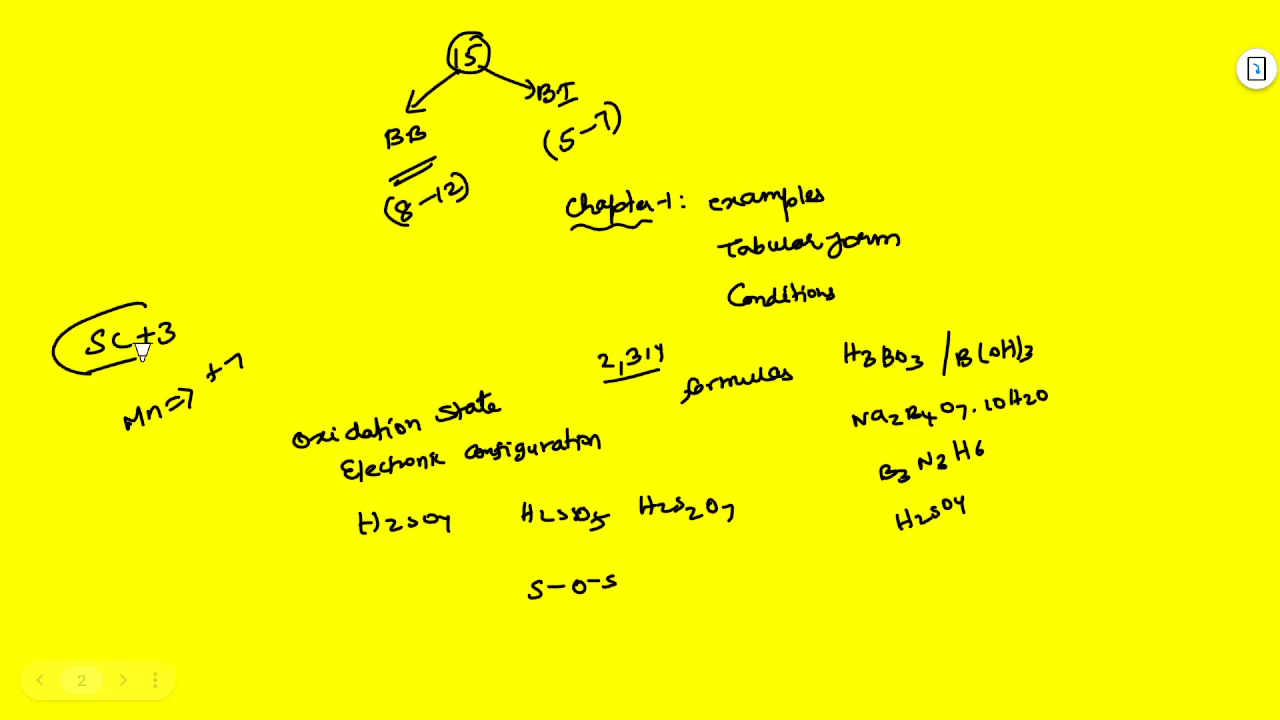 15
BB
BI
(8-12)
(5-7)
Chapter-1: examples
Tabular form
Conditions
SC+3
Mn => +7
2,3,4
formulas
H3BO3 / B(OH)3
Na2B4O7.10H2O
B3N3H6
H2SO4
Oxidation state
Electronic configuration
H2SO4 H2SO5 H2S2O7
S-O-S
2